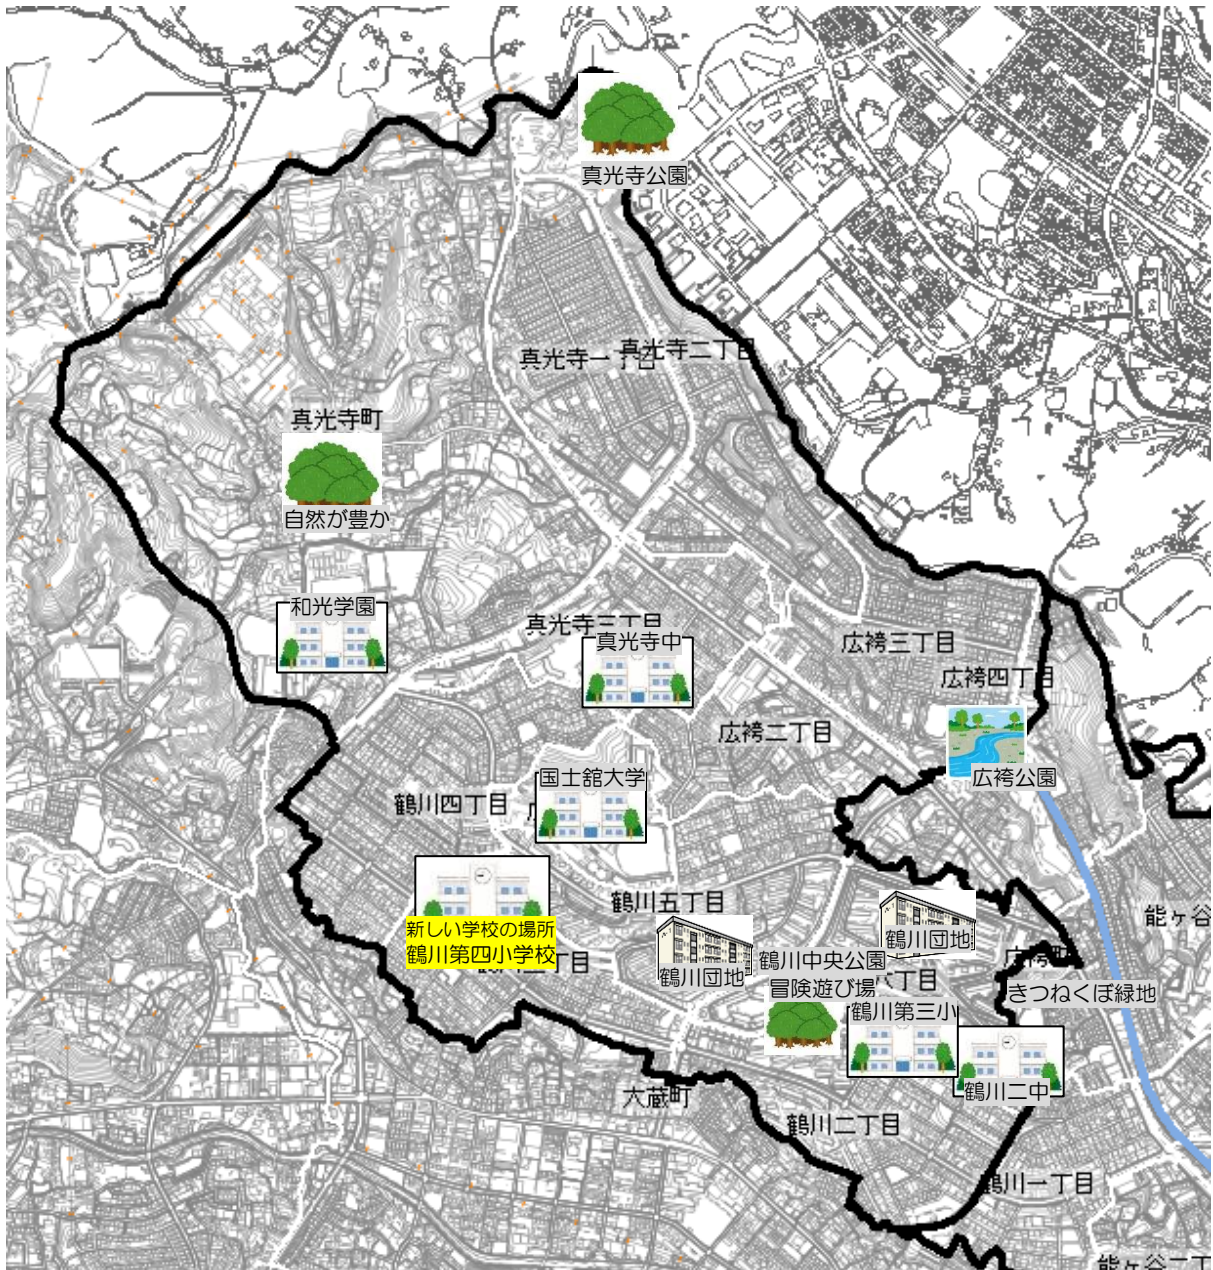 真光寺公園
真光寺一丁目
真光寺二丁目
真光寺町
自然が豊か
和光学園
真光寺三丁目
真光寺中
広袴三丁目
広袴四丁目
広袴二丁目
広袴公園
国士舘大学
鶴川四丁目
鶴川五丁目
新しい学校の場所
鶴川第四小学校
鶴川団地
鶴川団地
鶴川中央公園
冒険遊び場
六丁目
能ヶ谷
きつねくぼ緑地
鶴川第三小
鶴川二中
大蔵町
鶴川二丁目
鶴川一丁目